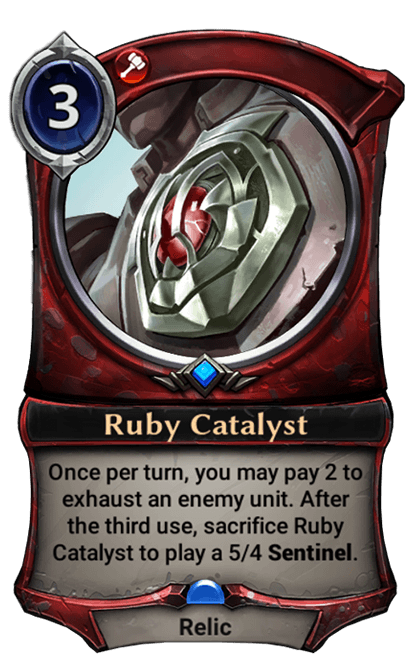 3
Ruby Catalyst
Once per turn, you may pay 2 to
exhaust an enemy unit. After
the third use, sacrifice Ruby
Catalyst to play a 5/4 Sentinel.
Relic